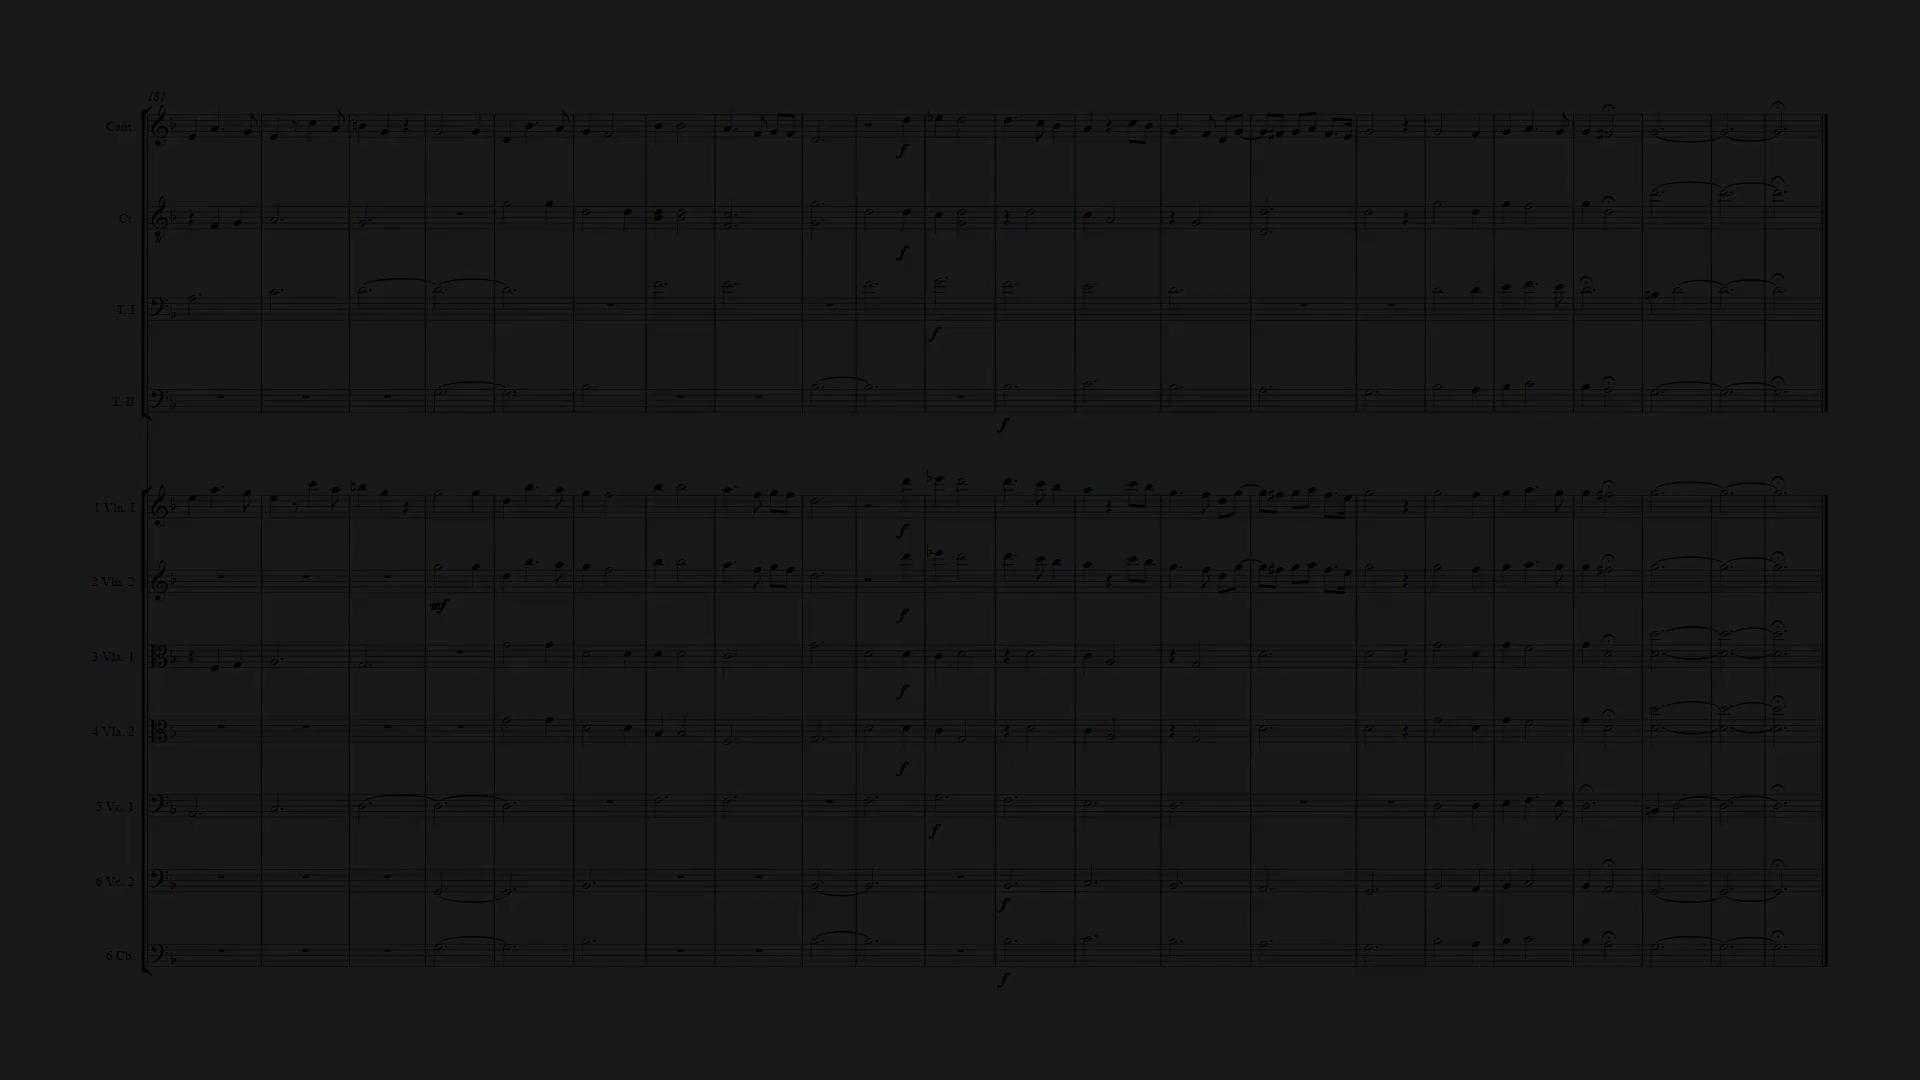 181
Cant.
Ct.
T. I
T. II
f
f
f
f
1 Vln. I
2 Vln. 2
3 Vla. 1
4 Vla. 2
5 Vc. 1
6 Vc. 2
6 Cb.
f
mf
f
f
f
f
f
f